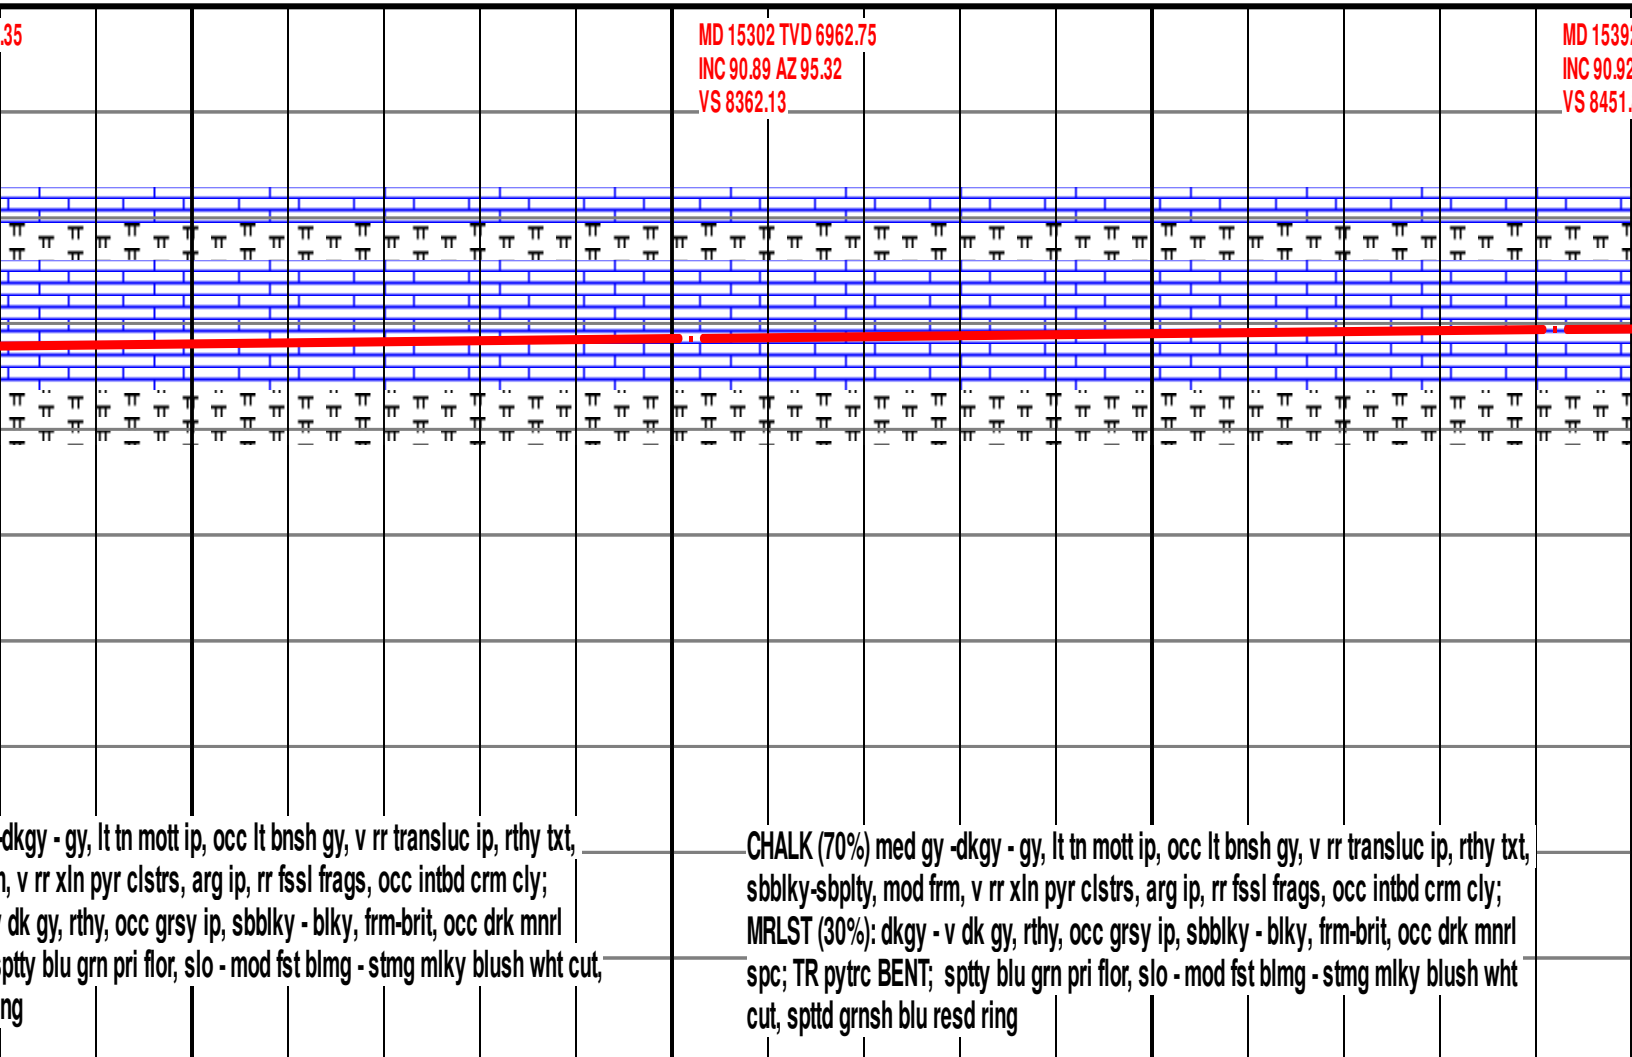 .35
MD 15302 TVD 6962.75
INC 90.89 AZ 95.32
VS 8362.13
MD 15392
INC 90.92
VS 8451.
-dkgy - gy, lt tn mott ip, occ lt bnsh gy, v rr transluc ip, rthy txt,
, v rr xln pyr clstrs, arg ip, rr fssl frags, occ intbd crm cly;
dk gy, rthy, occ grsy ip, sbblky - blky, frm-brit, occ drk mnrl
sptty blu grn pri flor, slo - mod fst blmg - stmg mlky blush wht cut,
ng
CHALK (70%) med gy -dkgy - gy, lt tn mott ip, occ lt bnsh gy, v rr transluc ip, rthy txt,
sbblky-sbplty, mod frm, v rr xln pyr clstrs, arg ip, rr fssl frags, occ intbd crm cly;
MRLST (30%): dkgy - v dk gy, rthy, occ grsy ip, sbblky - blky, frm-brit, occ drk mnrl
spc; TR pytrc BENT; sptty blu grn pri flor, slo - mod fst blmg - stmg mlky blush wht
cut, spttd grnsh blu resd ring